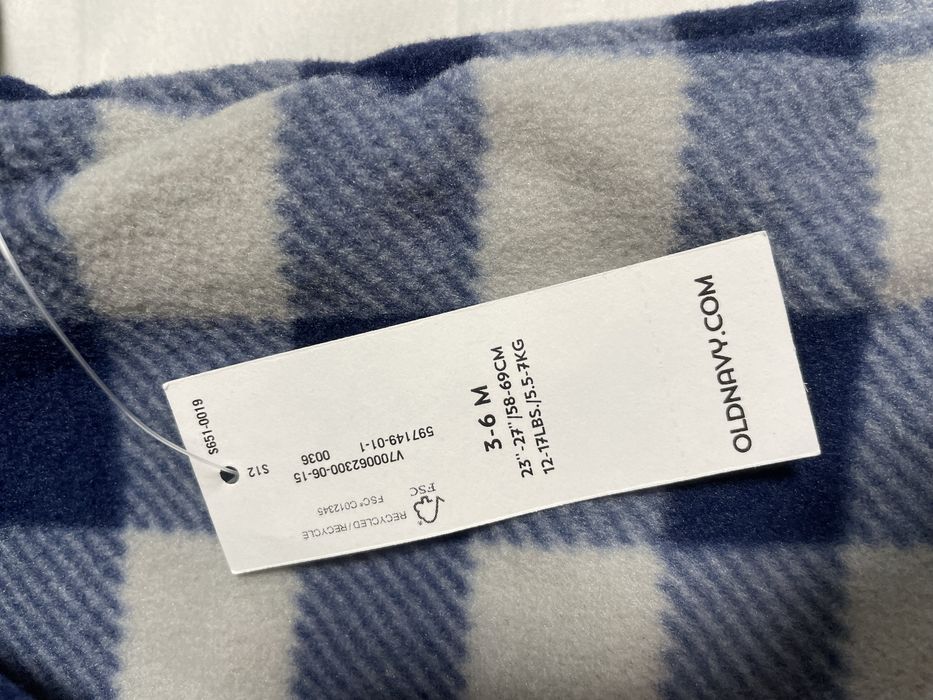 S651-0019
S12
V700062300-06-15
0036
597149-01-1
RECYCLED/RECYCLÉ
FSC® C012345
FSC
3-6 M
23"-27"/58-69CM
12-17LBS./5.5-7KG
OLDNAVY.COM